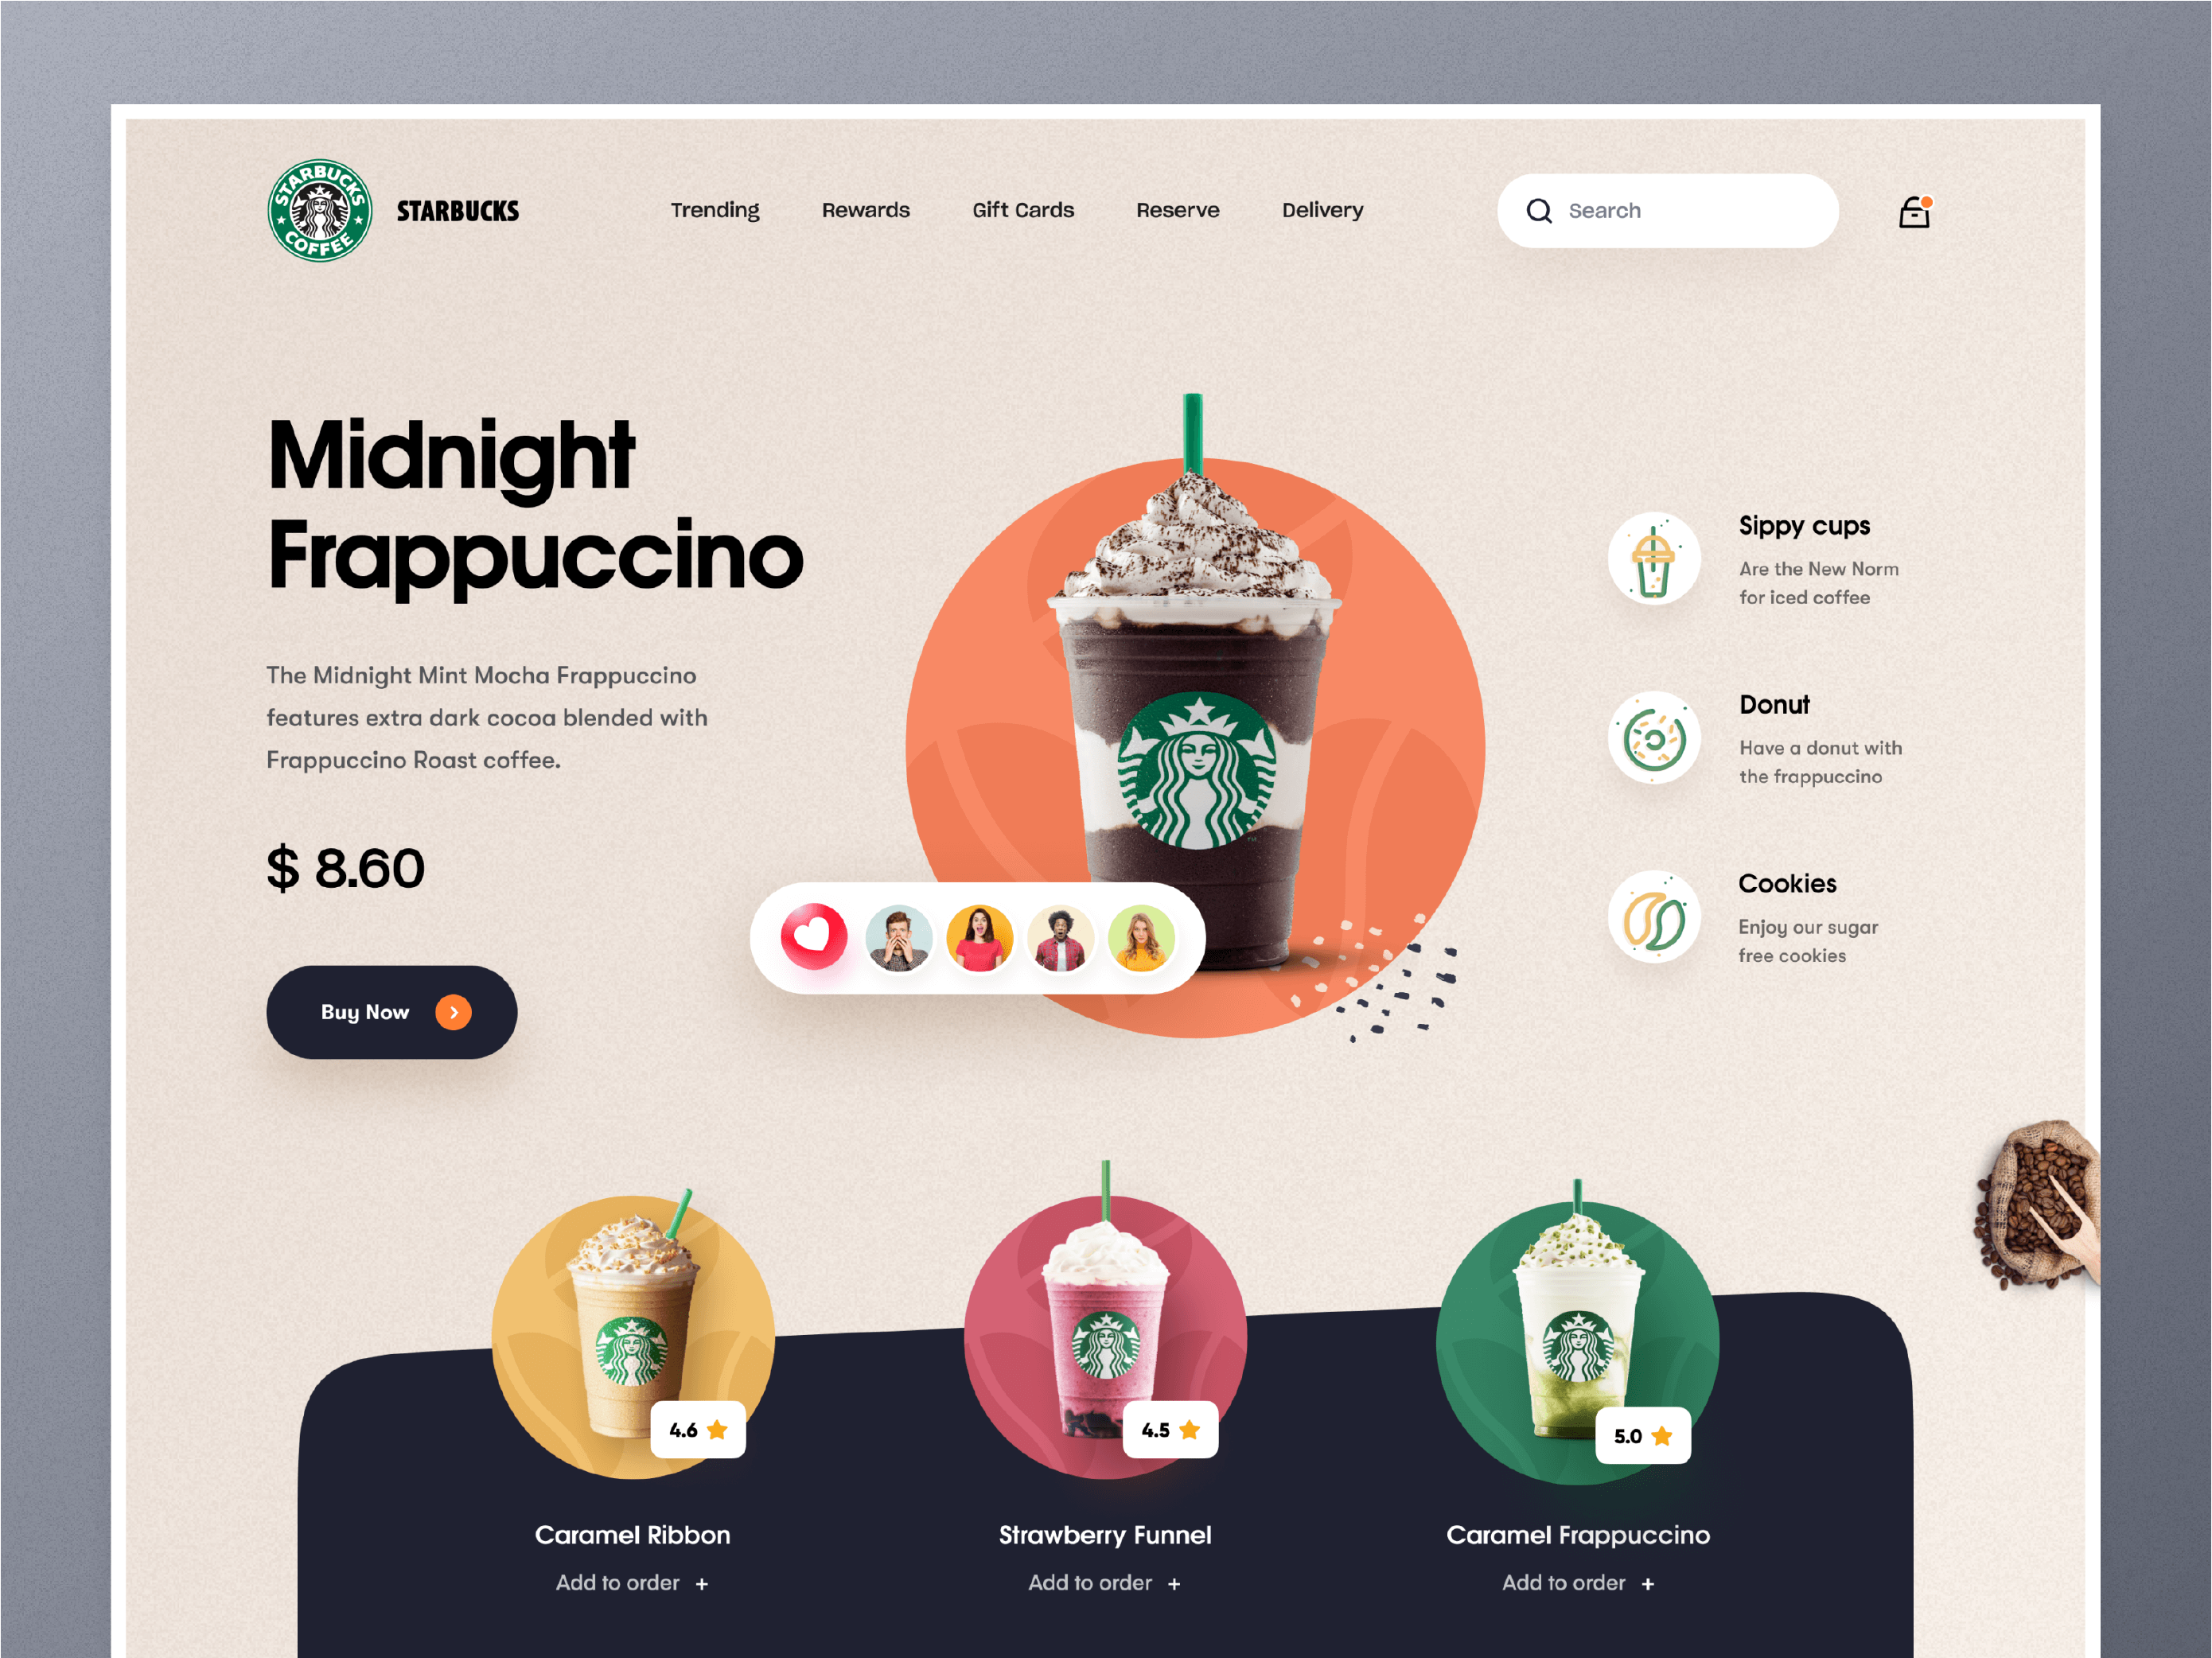 STARBUCKS
COFFEE
STARBUCKS
Trending
Rewards
Gift Cards
Reserve
Delivery
Search
Midnight
Frappuccino
The Midnight Mint Mocha Frappuccino
features extra dark cocoa blended with
Frappuccino Roast coffee.
$ 8.60
Buy Now
TM
Sippy cups
Are the New Norm
for iced coffee
Donut
Have a donut with
the frappuccino
Cookies
Enjoy our sugar
free cookies
4.6
4.5
5.0
Caramel Ribbon
Add to order +
Strawberry Funnel
Add to order +
Caramel Frappuccino
Add to order +